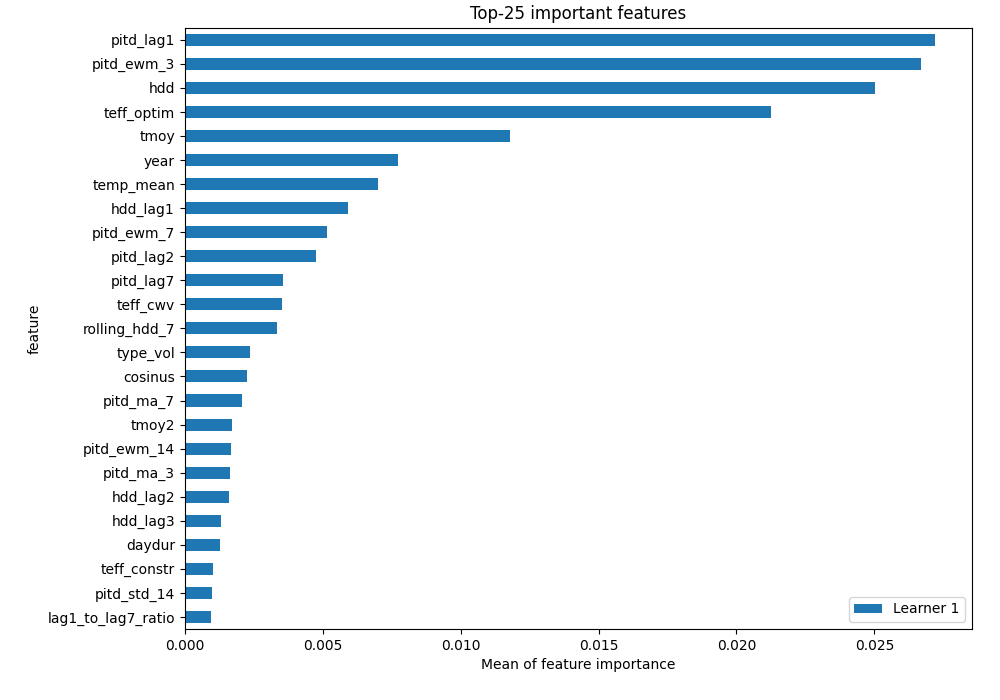 Top-25 important features
pitd_lag1
pitd_ewm_3
hdd
teff_optim
tmoy
year
temp_mean
hdd_lag1
pitd_ewm_7
pitd_lag2
pitd_lag7
teff_cwv
rolling_hdd_7
type_vol
cosinus
pitd_ma_7
tmoy2
pitd_ewm_14
pitd_ma_3
hdd_lag2
hdd_lag3
daydur
teff_constr
pitd_std_14
lag1_to_lag7_ratio
feature
Learner 1
0.000 0.005 0.010 0.015 0.020 0.025
Mean of feature importance